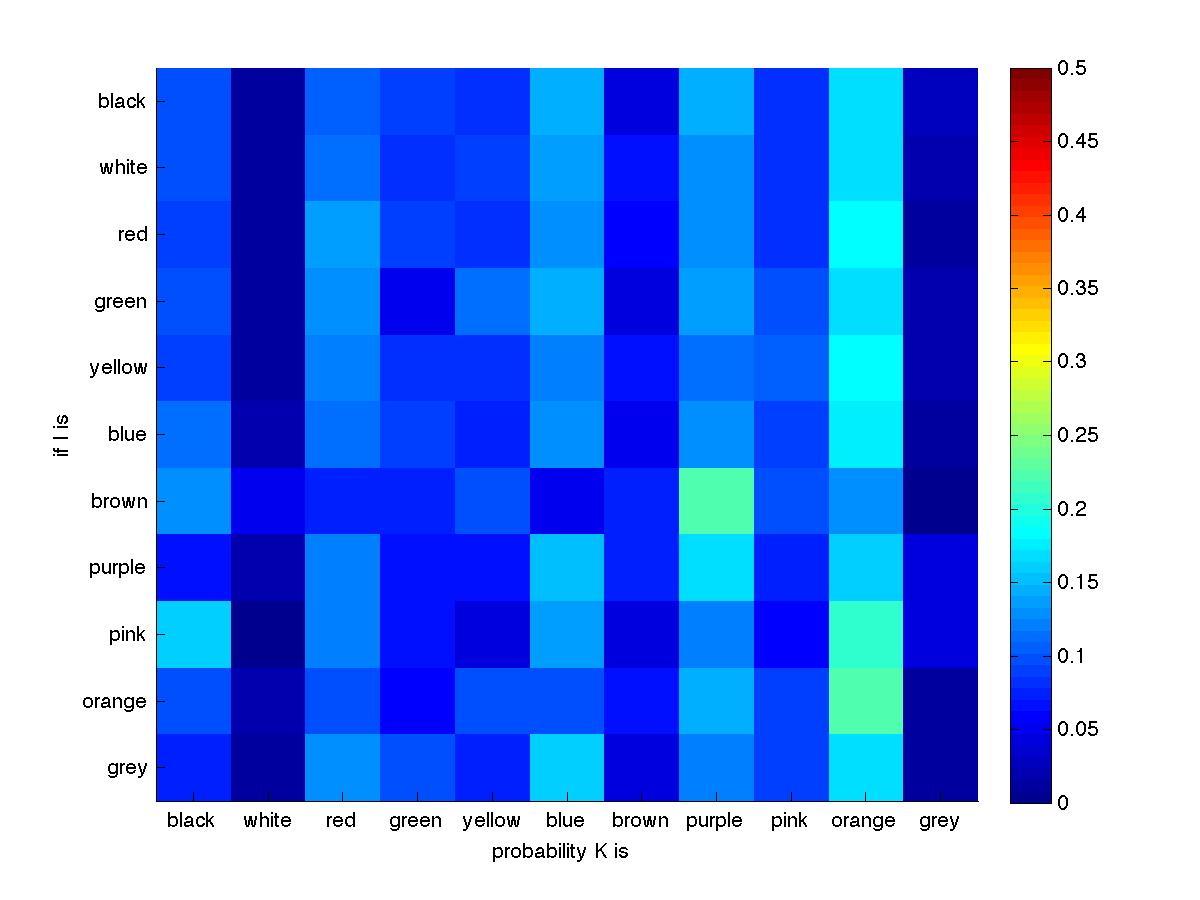 if I is
black
white
red
green
yellow
blue
brown
purple
pink
orange
grey
black white red green yellow blue brown purple pink orange grey
probability K is
0.5
0.45
0.4
0.35
0.3
0.25
0.2
0.15
0.1
0.05
0